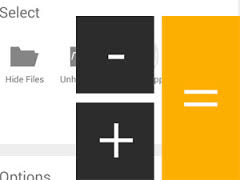 Select
-
Hide Files
=
+
Options